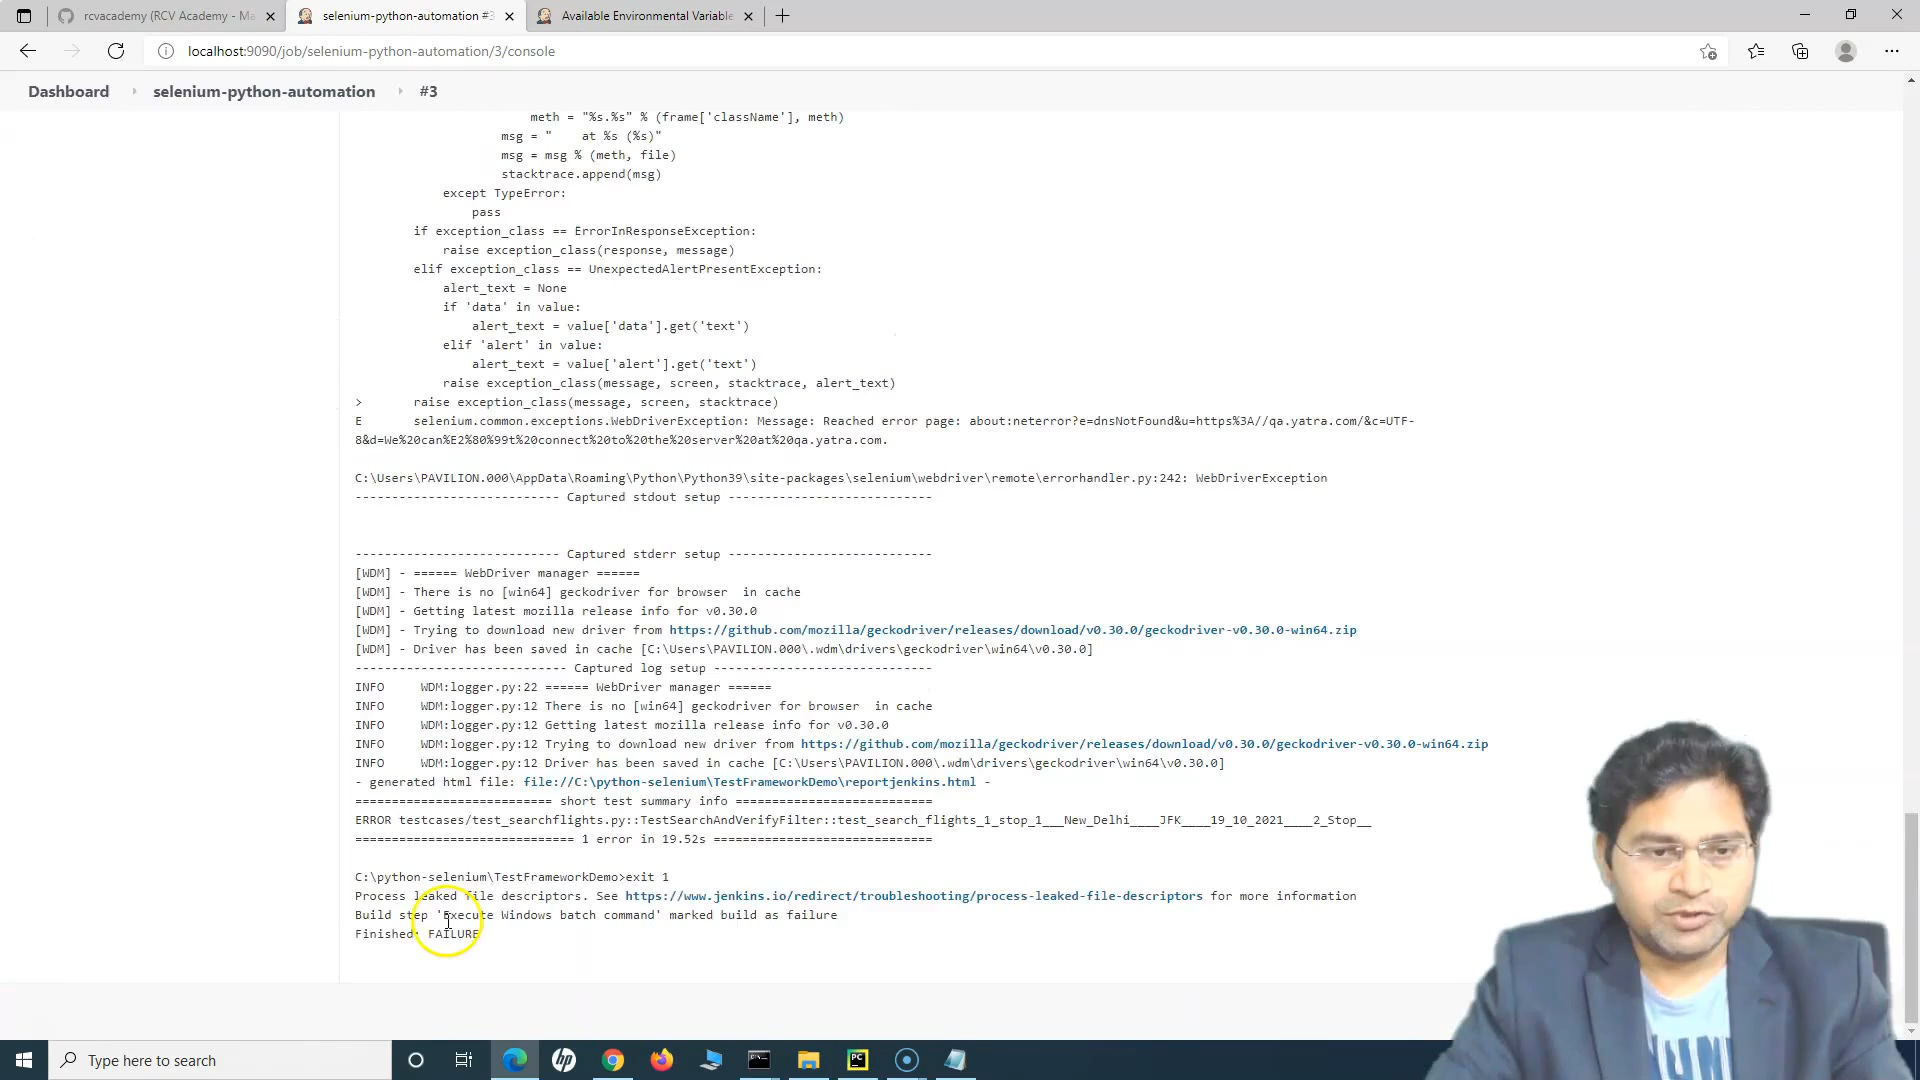 rcvacademy (RCV Academy - Ma
selenium-python-automation #3
Available Environmental Variable
localhost:9090/job/selenium-python-automation/3/console
Dashboard selenium-python-automation #3
meth = "%s.%s" % (frame['className'], meth)
msg = "    at %s (%s)"
msg = msg % (meth, file)
stacktrace.append(msg)
except TypeError:
pass
if exception_class == ErrorInResponseException:
raise exception_class(response, message)
elif exception_class == UnexpectedAlertPresentException:
alert_text = None
if 'data' in value:
alert_text = value['data'].get('text')
elif 'alert' in value:
alert_text = value['alert'].get('text')
raise exception_class(message, screen, stacktrace, alert_text)
> raise exception_class(message, screen, stacktrace)
E selenium.common.exceptions.WebDriverException: Message: Reached error page: about:neterror?e=dnsNotFound&u=https%3A//qa.yatra.com/&c=UTF-
8&d=We%20can%E2%80%99t%20connect%20to%20the%20server%20at%20qa.yatra.com.
C:\Users\PAVILION.000\AppData\Roaming\Python\Python39\site-packages\selenium\webdriver\remote\errorhandler.py:242: WebDriverException
---------------------------- Captured stdout setup ----------------------------
---------------------------- Captured stderr setup ----------------------------
[WDM] - ====== WebDriver manager ======
[WDM] - There is no [win64] geckodriver for browser  in cache
[WDM] - Getting latest mozilla release info for v0.30.0
[WDM] - Trying to download new driver from https://github.com/mozilla/geckodriver/releases/download/v0.30.0/geckodriver-v0.30.0-win64.zip
[WDM] - Driver has been saved in cache [C:\Users\PAVILION.000\.wdm\drivers\geckodriver\win64\v0.30.0]
----------------------------- Captured log setup ------------------------------
INFO     WDM:logger.py:22 ====== WebDriver manager ======
INFO     WDM:logger.py:12 There is no [win64] geckodriver for browser  in cache
INFO     WDM:logger.py:12 Getting latest mozilla release info for v0.30.0
INFO     WDM:logger.py:12 Trying to download new driver from https://github.com/mozilla/geckodriver/releases/download/v0.30.0/geckodriver-v0.30.0-win64.zip
INFO     WDM:logger.py:12 Driver has been saved in cache [C:\Users\PAVILION.000\.wdm\drivers\geckodriver\win64\v0.30.0]
- generated html file: file://C:\python-selenium\TestFrameworkDemo\reportjenkins.html -
=========================== short test summary info ===========================
ERROR testcases/test_searchflights.py::TestSearchAndVerifyFilter::test_search_flights_1_stop_1___New_Delhi____JFK____19_10_2021____2_Stop__
============================== 1 error in 19.52s ==============================
C:\python-selenium\TestFrameworkDemo>exit 1
Process leaked file descriptors. See https://www.jenkins.io/redirect/troubleshooting/process-leaked-file-descriptors for more information
Build step 'Execute Windows batch command' marked build as failure
Finished: FAILURE
Type here to search